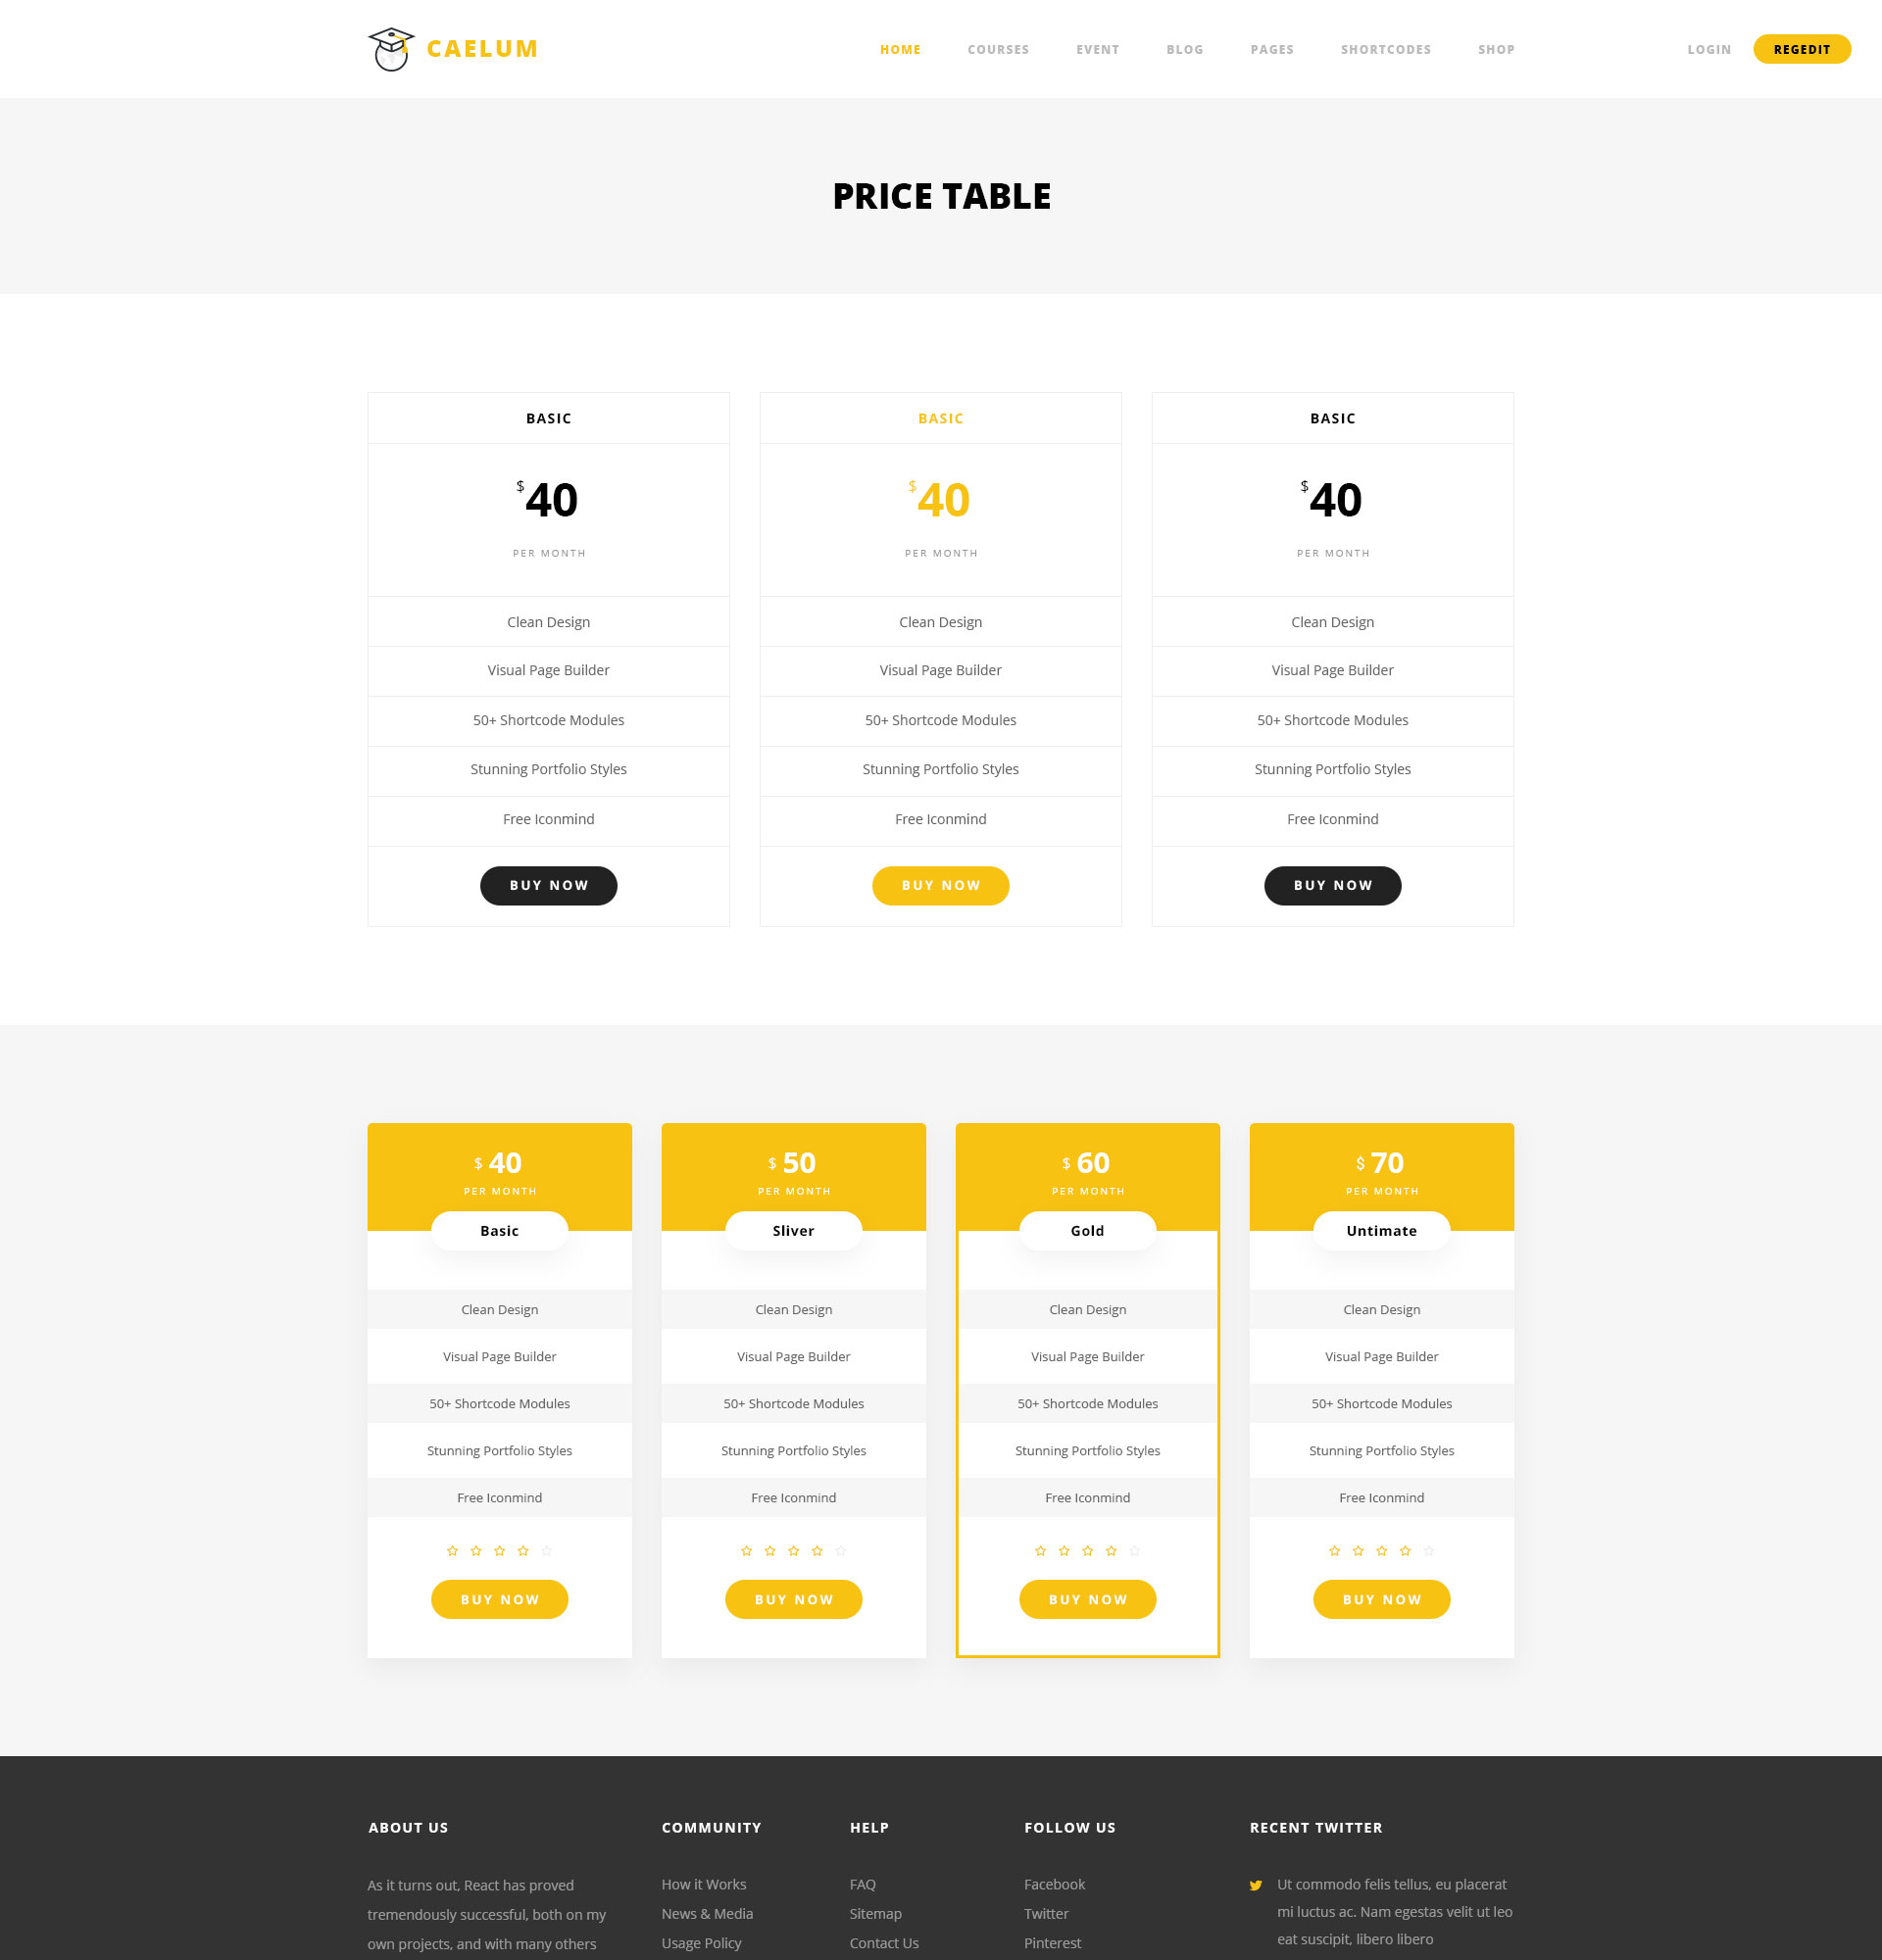 CAELUM
HOME COURSES EVENT BLOG PAGES SHORTCODES SHOP LOGIN REGEDIT
PRICE TABLE
BASIC
$40
PER MONTH
Clean Design
Visual Page Builder
50+ Shortcode Modules
Stunning Portfolio Styles
Free Iconmind
BUY NOW
BASIC
$40
PER MONTH
Clean Design
Visual Page Builder
50+ Shortcode Modules
Stunning Portfolio Styles
Free Iconmind
BUY NOW
BASIC
$40
PER MONTH
Clean Design
Visual Page Builder
50+ Shortcode Modules
Stunning Portfolio Styles
Free Iconmind
BUY NOW
$ 40
PER MONTH
Basic
Clean Design
Visual Page Builder
50+ Shortcode Modules
Stunning Portfolio Styles
Free Iconmind
BUY NOW
$ 50
PER MONTH
Sliver
Clean Design
Visual Page Builder
50+ Shortcode Modules
Stunning Portfolio Styles
Free Iconmind
BUY NOW
$ 60
PER MONTH
Gold
Clean Design
Visual Page Builder
50+ Shortcode Modules
Stunning Portfolio Styles
Free Iconmind
BUY NOW
$ 70
PER MONTH
Untimate
Clean Design
Visual Page Builder
50+ Shortcode Modules
Stunning Portfolio Styles
Free Iconmind
BUY NOW
ABOUT US
As it turns out, React has proved
tremendously successful, both on my
own projects, and with many others
COMMUNITY
How it Works
News & Media
Usage Policy
HELP
FAQ
Sitemap
Contact Us
FOLLOW US
Facebook
Twitter
Pinterest
RECENT TWITTER
Ut commodo felis tellus, eu placerat
mi luctus ac. Nam egestas velit ut leo
eat suscipit, libero libero